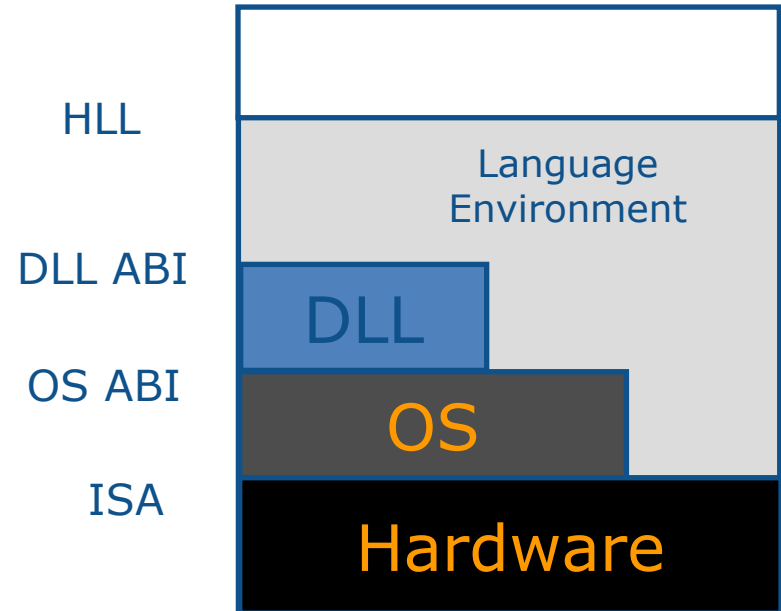 HLL
Language
Environment
DLL ABI
DLL
OS ABI
OS
ISA
Hardware